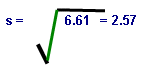 s = √6.61 = 2.57